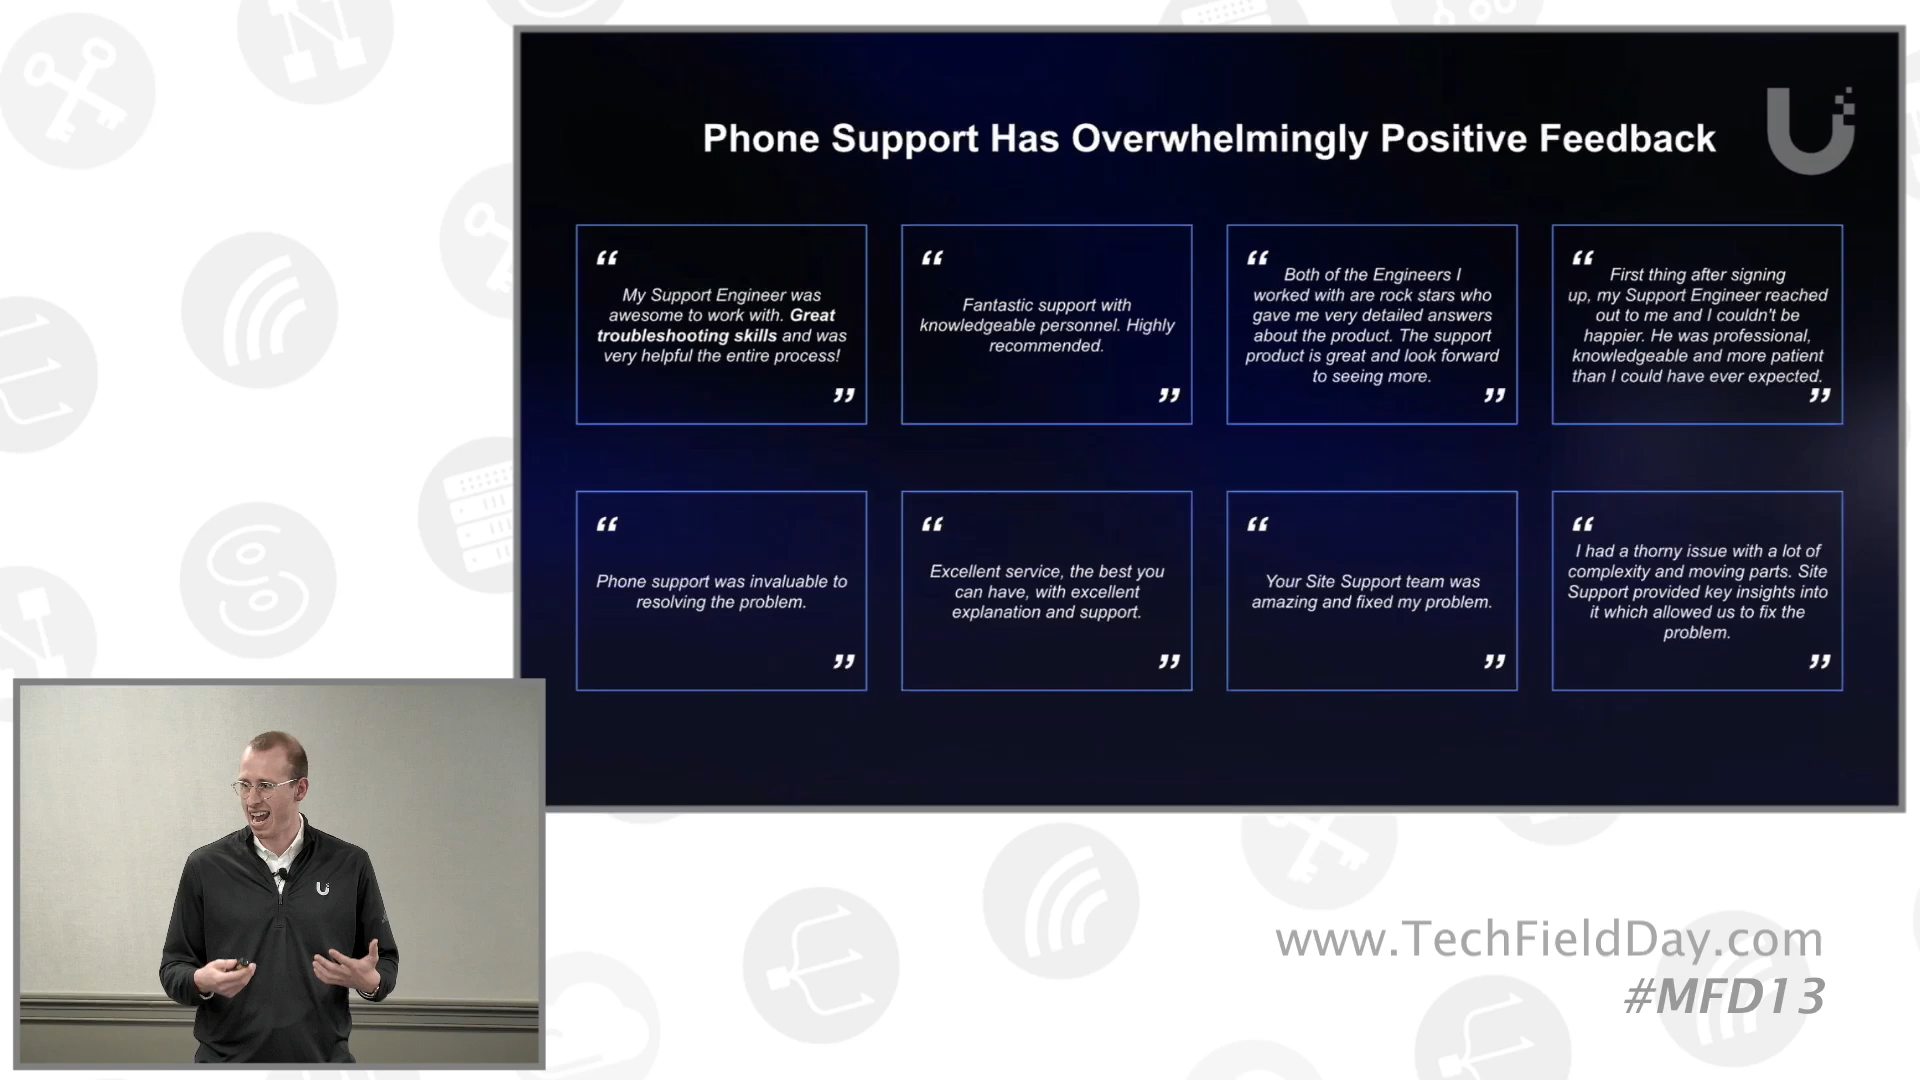 Phone Support Has Overwhelmingly Positive Feedback
“
My Support Engineer was
awesome to work with. Great
troubleshooting skills and was
very helpful the entire process!
”
“
Fantastic support with
knowledgeable personnel. Highly
recommended.
”
“
Both of the Engineers I
worked with are rock stars who
gave me very detailed answers
about the product. The support
product is great and look forward
to seeing more.
”
“
First thing after signing
up, my Support Engineer reached
out to me and I couldn't be
happier. He was professional,
knowledgeable and more patient
than I could have ever expected.
”
“
Phone support was invaluable to
resolving the problem.
”
“
Excellent service, the best you
can have, with excellent
explanation and support.
”
“
Your Site Support team was
amazing and fixed my problem.
”
“
I had a thorny issue with a lot of
complexity and moving parts. Site
Support provided key insights into
it which allowed us to fix the
problem.
”
www.TechFieldDay.com
#MFD13